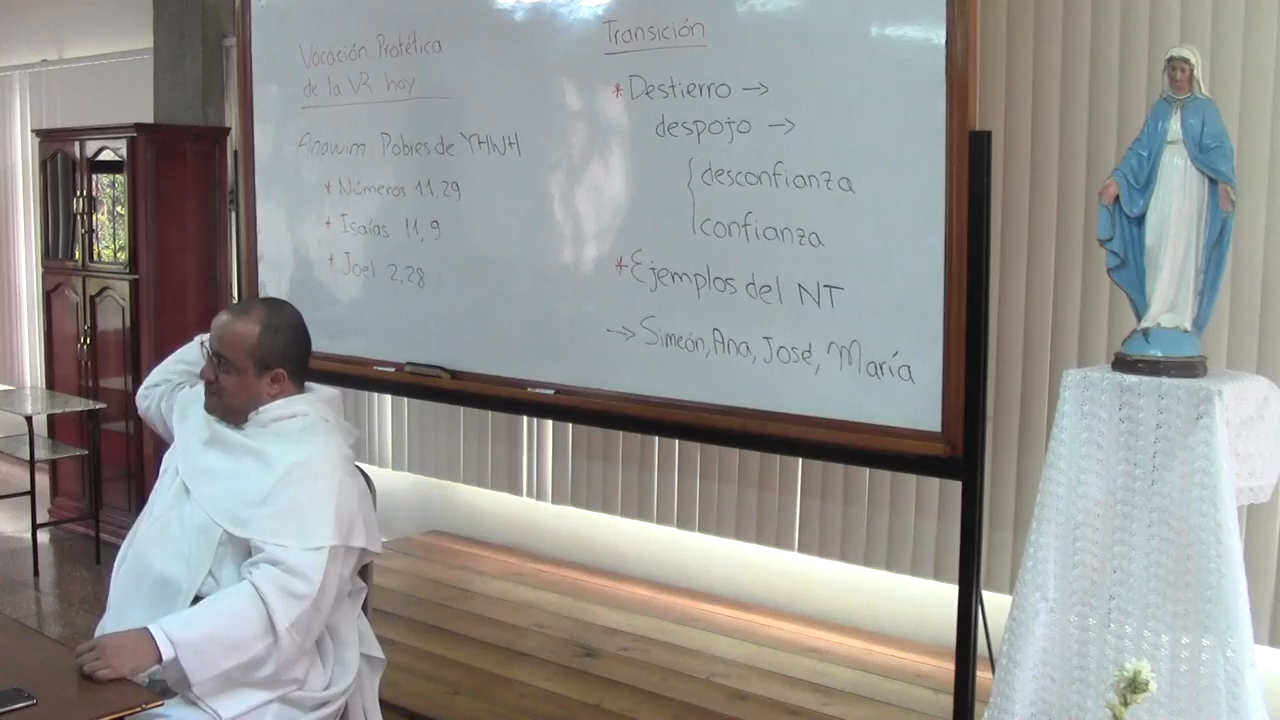 Vocación Profética
de la VR hoy
Anawim: Pobres de YHWH
* Números 11,29
* Isaías 11,9
* Joel 2,28
Transición
* Destierro →
despojo →
{ desconfianza
confianza
* Ejemplos del NT
→ Simeón, Ana, José, María